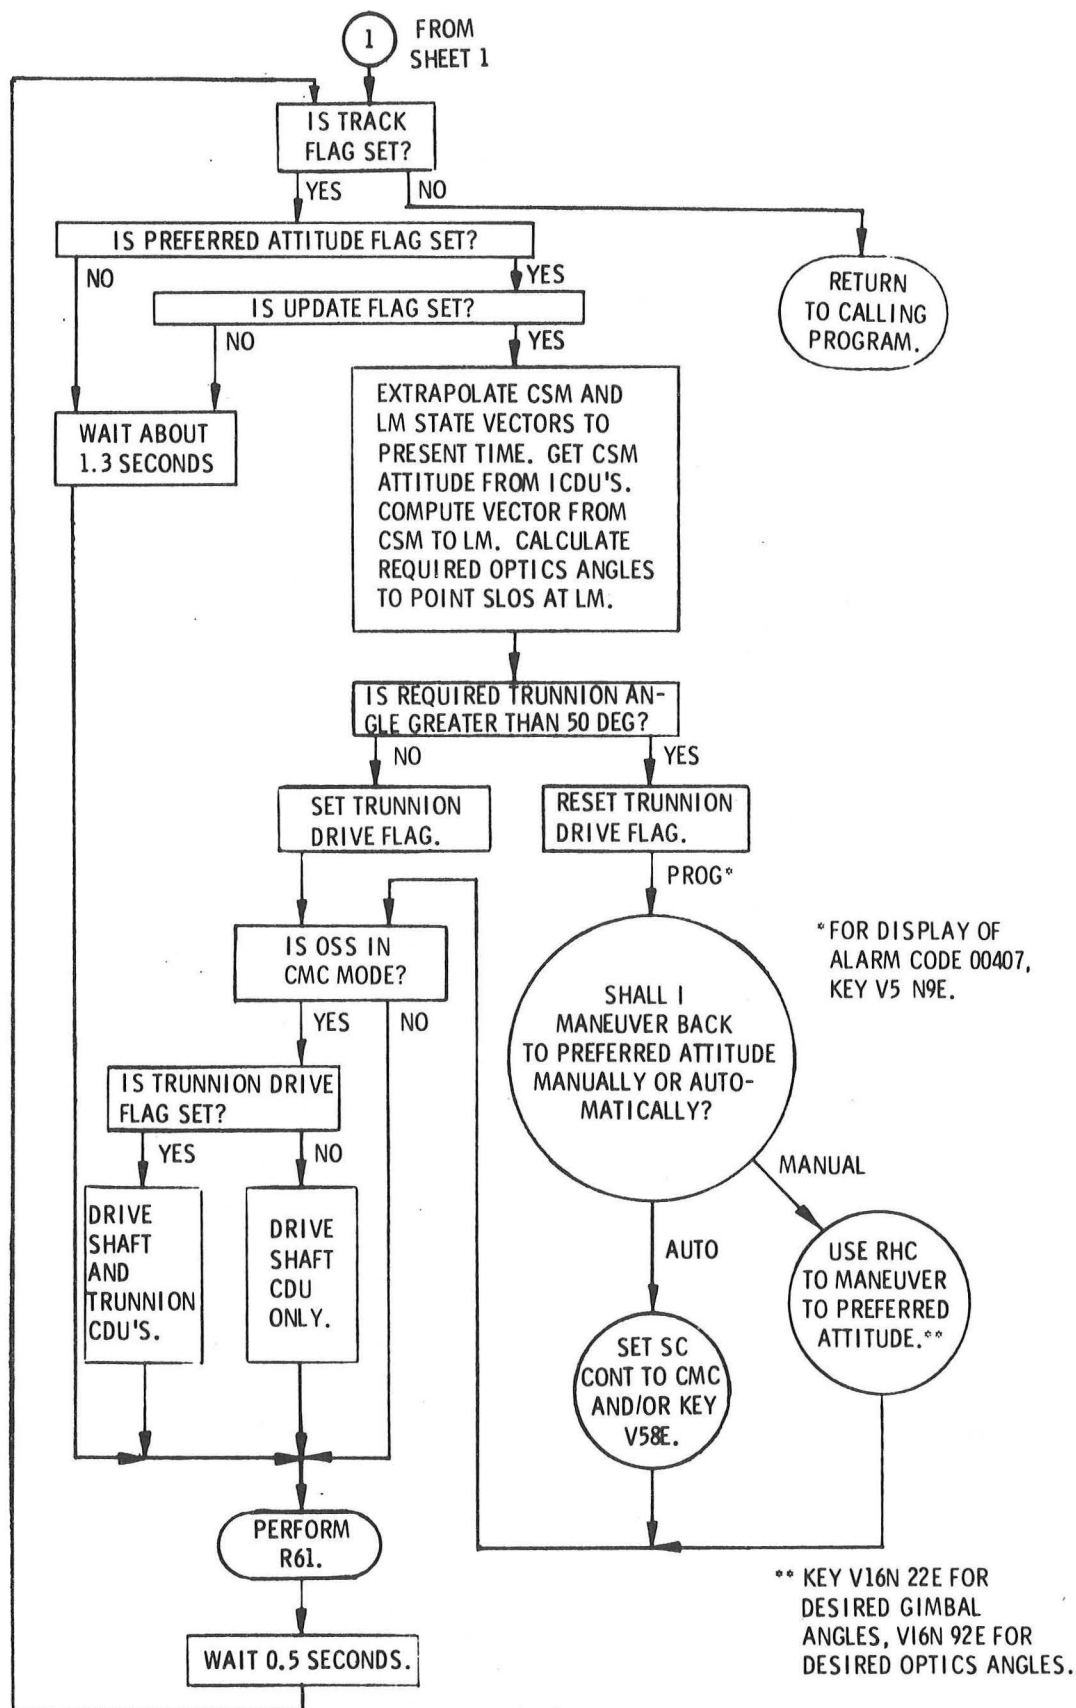 1
FROM
SHEET 1
IS TRACK
FLAG SET?
YES
NO
IS PREFERRED ATTITUDE FLAG SET?
NO
YES
RETURN
TO CALLING
PROGRAM.
IS UPDATE FLAG SET?
NO
YES
WAIT ABOUT
1.3 SECONDS
EXTRAPOLATE CSM AND
LM STATE VECTORS TO
PRESENT TIME. GET CSM
ATTITUDE FROM ICDU'S.
COMPUTE VECTOR FROM
CSM TO LM. CALCULATE
REQUIRED OPTICS ANGLES
TO POINT SLOS AT LM.
IS REQUIRED TRUNNION AN-
GLE GREATER THAN 50 DEG?
NO
YES
SET TRUNNION
DRIVE FLAG.
RESET TRUNNION
DRIVE FLAG.
PROG*
IS OSS IN
CMC MODE?
YES
NO
SHALL I
MANEUVER BACK
TO PREFERRED ATTITUDE
MANUALLY OR AUTO-
MATICALLY?
*FOR DISPLAY OF
ALARM CODE 00407,
KEY V5 N9E.
IS TRUNNION DRIVE
FLAG SET?
YES
NO
MANUAL
DRIVE
SHAFT
AND
TRUNNION
CDU'S.
DRIVE
SHAFT
CDU
ONLY.
AUTO
USE RHC
TO MANEUVER
TO PREFERRED
ATTITUDE.**
SET SC
CONT TO CMC
AND/OR KEY
V58E.
PERFORM
R61.
WAIT 0.5 SECONDS.
** KEY V16N 22E FOR
DESIRED GIMBAL
ANGLES, V16N 92E FOR
DESIRED OPTICS ANGLES.